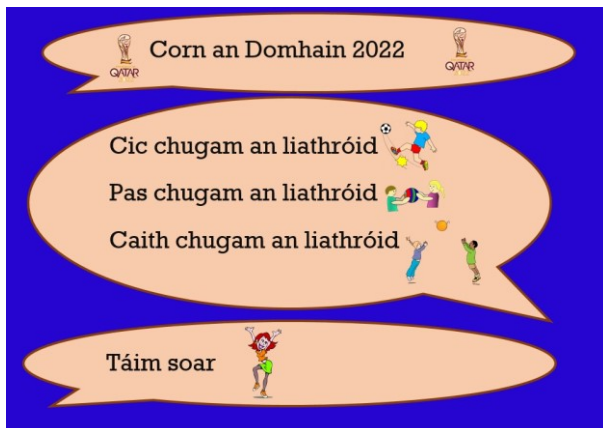 Corn an Domhain 2022
QATAR
QATAR
Cic chugam an liathróid
Pas chugam an liathróid
Caith chugam an liathróid
Táim soar